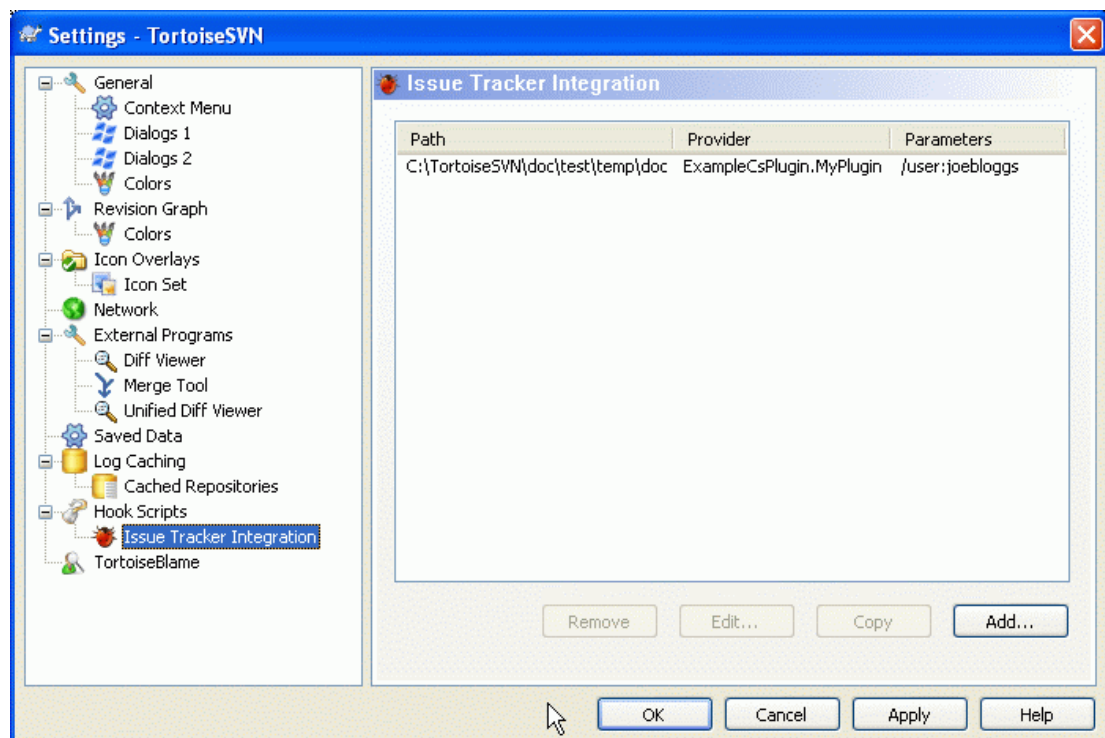 Settings - TortoiseSVN
General
Context Menu
Dialogs 1
Dialogs 2
Colors
Revision Graph
Colors
Icon Overlays
Icon Set
Network
External Programs
Diff Viewer
Merge Tool
Unified Diff Viewer
Saved Data
Log Caching
Cached Repositories
Hook Scripts
Issue Tracker Integration
TortoiseBlame
Issue Tracker Integration
Path Provider Parameters
C:\TortoiseSVN\doc\test\temp\doc ExampleCsPlugin.MyPlugin /user:joebloggs
Remove Edit... Copy Add...
OK Cancel Apply Help